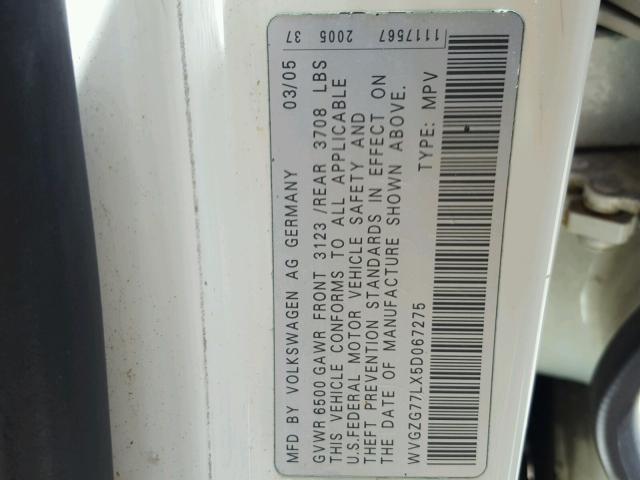 37 2005 1117567
MFD BY VOLKSWAGEN AG GERMANY 03/05
GVWR 6500 GAWR FRONT 3123 /REAR 3708 LBS
THIS VEHICLE CONFORMS TO ALL APPLICABLE
U.S.FEDERAL MOTOR VEHICLE SAFETY AND
THEFT PREVENTION STANDARDS IN EFFECT ON
THE DATE OF MANUFACTURE SHOWN ABOVE.
WVGZG77LX5D067275 TYPE: MPV